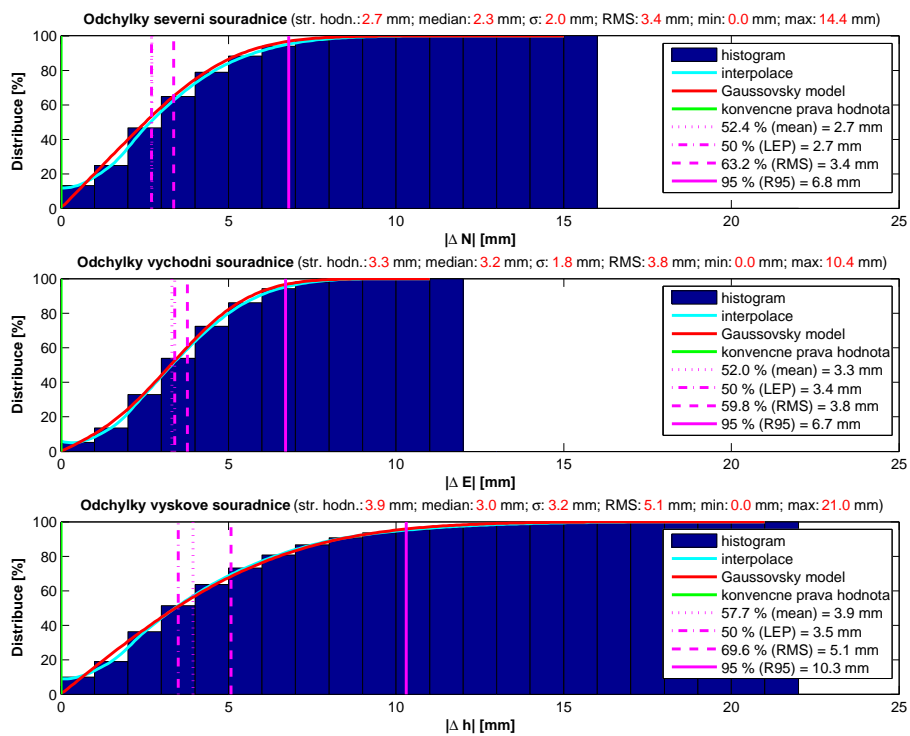 Odchylky severni souradnice (str. hodn.:2.7 mm; median:2.3 mm; σ: 2.0 mm; RMS: 3.4 mm; min: 0.0 mm; max: 14.4 mm)
100
80
60
40
20
0
Distribuce [%]
0
5
10
15
20
25
|Δ N| [mm]
histogram
interpolace
Gaussovsky model
konvencne prava hodnota
52.4 % (mean) = 2.7 mm
50 % (LEP) = 2.7 mm
63.2 % (RMS) = 3.4 mm
95 % (R95) = 6.8 mm
Odchylky vychodni souradnice (str. hodn.:3.3 mm; median:3.2 mm; σ: 1.8 mm; RMS: 3.8 mm; min: 0.0 mm; max: 10.4 mm)
100
80
60
40
20
0
Distribuce [%]
0
5
10
15
20
25
|Δ E| [mm]
histogram
interpolace
Gaussovsky model
konvencne prava hodnota
52.0 % (mean) = 3.3 mm
50 % (LEP) = 3.4 mm
59.8 % (RMS) = 3.8 mm
95 % (R95) = 6.7 mm
Odchylky vyskove souradnice (str. hodn.:3.9 mm; median: 3.0 mm; σ: 3.2 mm; RMS: 5.1 mm; min: 0.0 mm; max: 21.0 mm)
100
80
60
40
20
0
Distribuce [%]
0
5
10
15
20
25
|Δ h| [mm]
histogram
interpolace
Gaussovsky model
konvencne prava hodnota
57.7 % (mean) = 3.9 mm
50 % (LEP) = 3.5 mm
69.6 % (RMS) = 5.1 mm
95 % (R95) = 10.3 mm